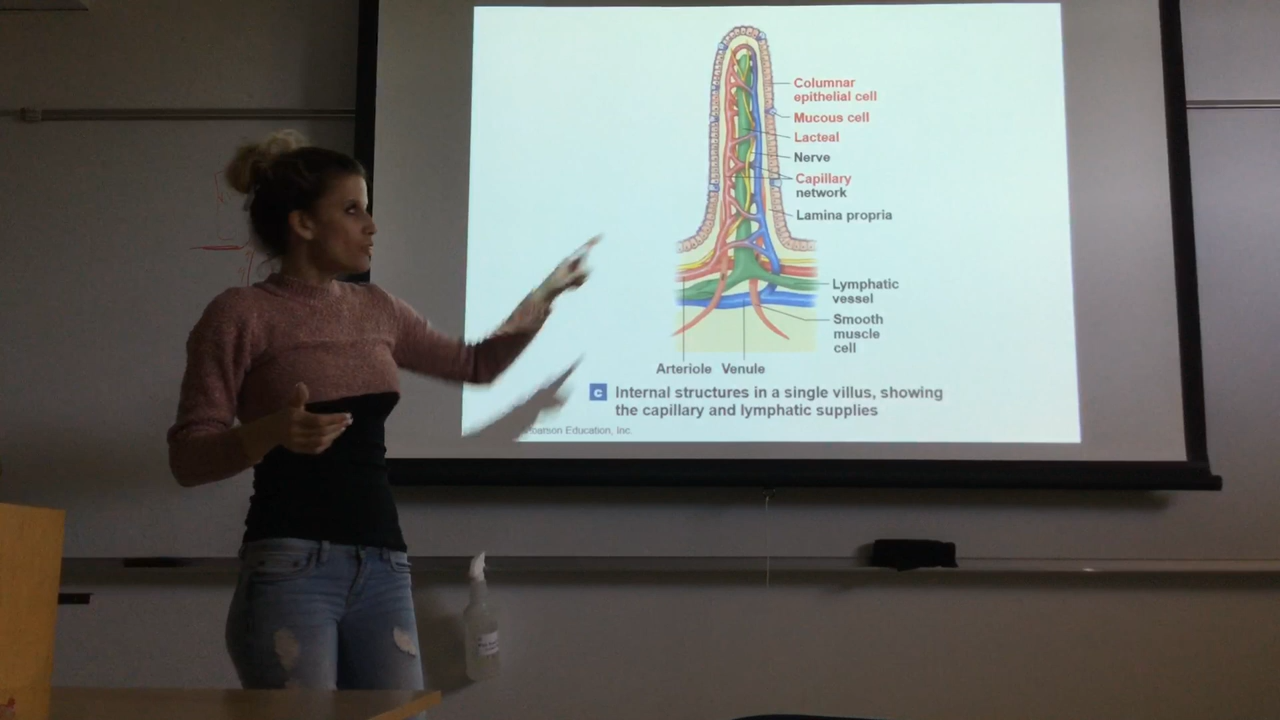 Columnar
epithelial cell
Mucous cell
Lacteal
Nerve
Capillary
network
Lamina propria
Lymphatic
vessel
Smooth
muscle
cell
Arteriole Venule
c Internal structures in a single villus, showing
the capillary and lymphatic supplies
Education, Inc.